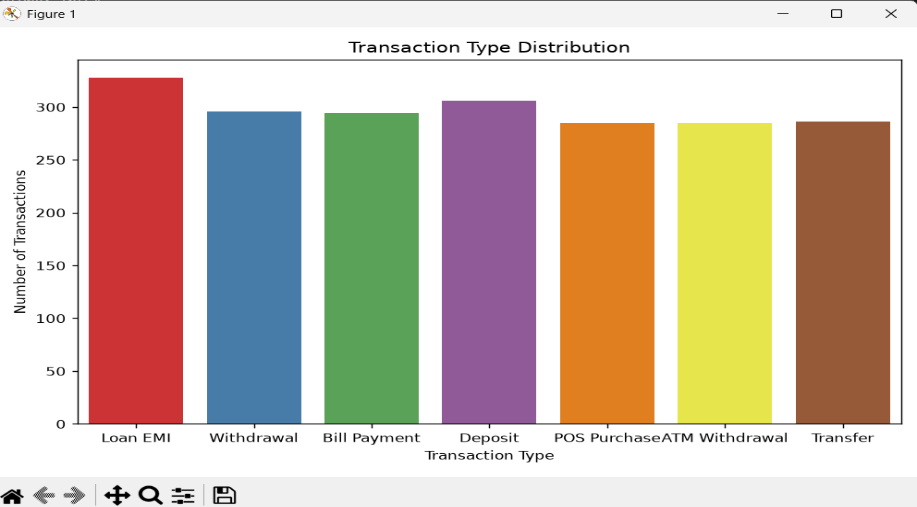 Figure 1
Transaction Type Distribution
Number of Transactions
300
250
200
150
100
50
0
Loan EMI Withdrawal Bill Payment Deposit POS Purchase ATM Withdrawal Transfer
Transaction Type